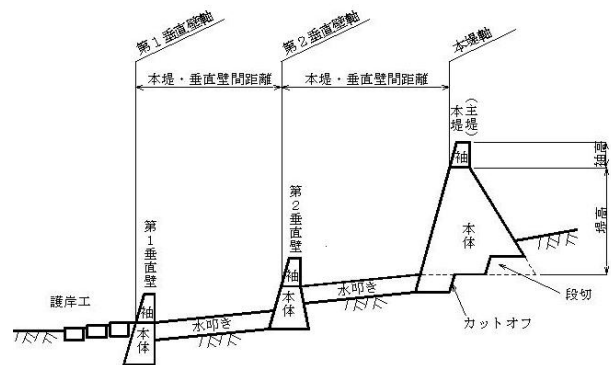 第1垂直壁軸
第2垂直壁軸
本堤軸
本堤・垂直壁間距離
本堤・垂直壁間距離
本堤
(主堤)
袖高
袖
堤高
第1垂直壁
第2垂直壁
本体
袖
護岸工
袖
水叩き
本体
水叩き
段切
本体
カットオフ